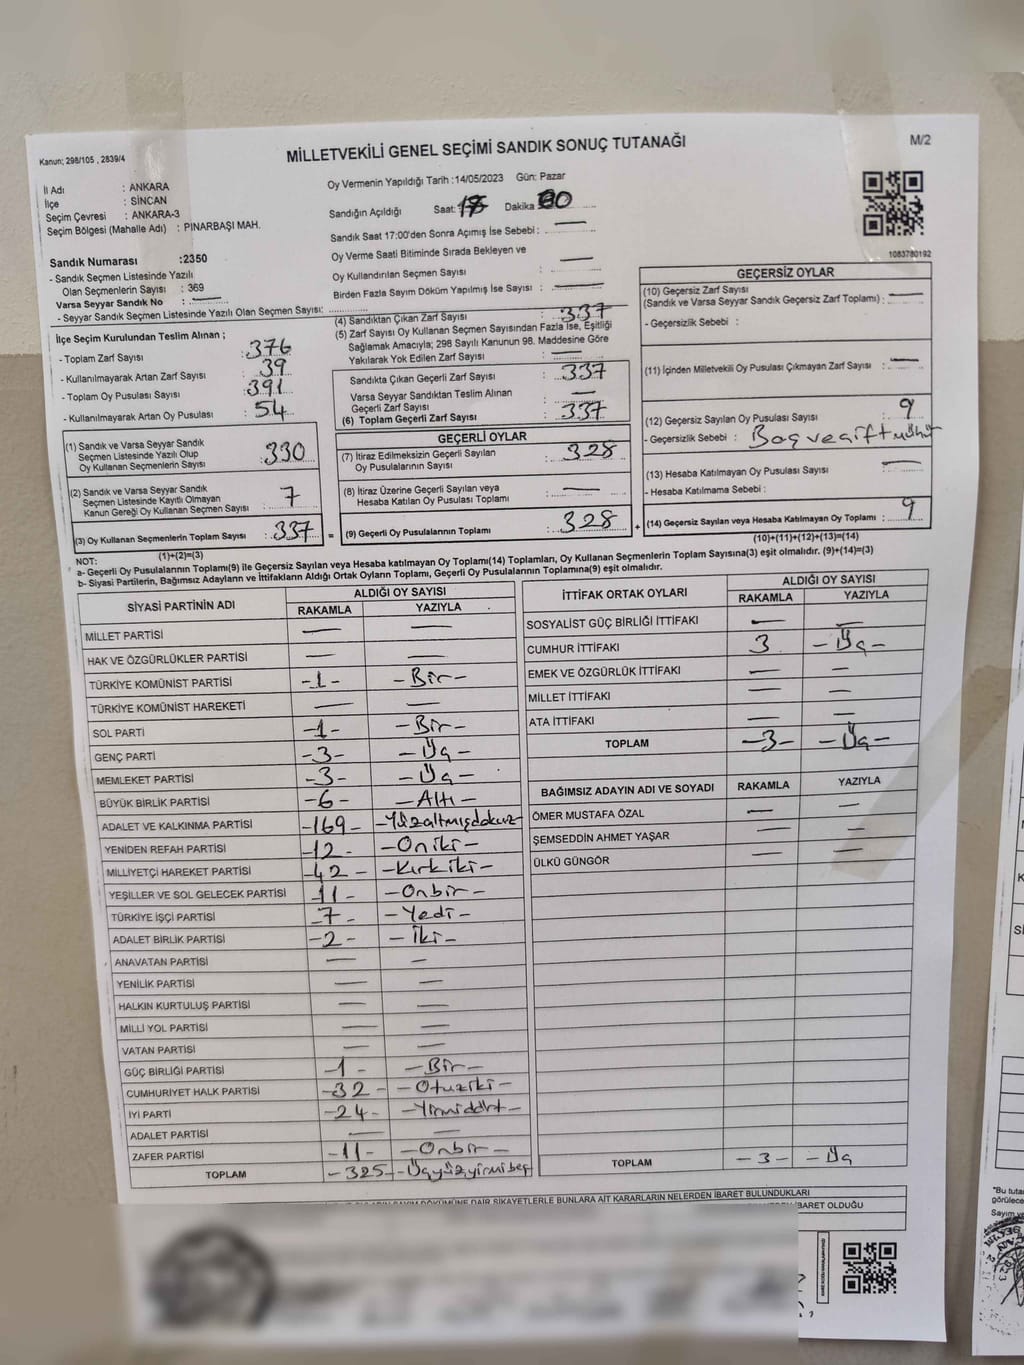 Kanun; 298/105 , 2839/4
MİLLETVEKİLİ GENEL SEÇİMİ SANDIK SONUÇ TUTANAĞI
M/2
İl Adı : ANKARA
İlçe : SİNCAN
Seçim Çevresi : ANKARA-3
Seçim Bölgesi (Mahalle Adı) : PINARBAŞI MAH.
Sandık Numarası :2350
- Sandık Seçmen Listesinde Yazılı
Olan Seçmenlerin Sayısı : 369
Varsa Seyyar Sandık No : —
- Seyyar Sandık Seçmen Listesinde Yazılı Olan Seçmen Sayısı:
Oy Vermenin Yapıldığı Tarih :14/05/2023 Gün: Pazar
Sandığın Açıldığı Saat: Dakika
Sandık Saat 17:00'den Sonra Açımış İse Sebebi : —
Oy Verme Saati Bitiminde Sırada Bekleyen ve
Oy Kullandırılan Seçmen Sayısı : —
Birden Fazla Sayım Döküm Yapılmış İse Sayısı : —
1083780192
İlçe Seçim Kurulundan Teslim Alınan ;
- Toplam Zarf Sayısı : 376
- Kullanılmayarak Artan Zarf Sayısı : 39
- Toplam Oy Pusulası Sayısı : 391
- Kullanılmayarak Artan Oy Pusulası : 54
(1) Sandık ve Varsa Seyyar Sandık
Seçmen Listesinde Yazılı Olup
Oy Kullanan Seçmenlerin Sayısı : 330
(2) Sandık ve Varsa Seyyar Sandık
Seçmen Listesinde Kayıtlı Olmayan
Kanun Gereği Oy Kullanan Seçmen Sayısı : 7
(3) Oy Kullanan Seçmenlerin Toplam Sayısı : 337
(1)+(2)=(3)
(4) Sandıktan Çıkan Zarf Sayısı : 337
(5) Zarf Sayısı Oy Kullanan Seçmen Sayısından Fazla İse, Eşitliği
Sağlamak Amacıyla; 298 Sayılı Kanunun 98. Maddesine Göre
Yakılarak Yok Edilen Zarf Sayısı : —
Sandıkta Çıkan Geçerli Zarf Sayısı : 337
Varsa Seyyar Sandıktan Teslim Alınan
Geçerli Zarf Sayısı : —
(6) Toplam Geçerli Zarf Sayısı : 337
GEÇERLİ OYLAR
(7) İtiraz Edilmeksizin Geçerli Sayılan
Oy Pusulalarının Sayısı : 328
(8) İtiraz Üzerine Geçerli Sayılan veya
Hesaba Katılan Oy Pusulası Toplamı : —
= (9) Geçerli Oy Pusulalarının Toplamı : 328 +
GEÇERSİZ OYLAR
(10) Geçersiz Zarf Sayısı
(Sandık ve Varsa Seyyar Sandık Geçersiz Zarf Toplamı) : —
- Geçersizlik Sebebi :
(11) İçinden Milletvekili Oy Pusulası Çıkmayan Zarf Sayısı : —
(12) Geçersiz Sayılan Oy Pusulası Sayısı : 9
- Geçersizlik Sebebi : Boş ve çift mühür
(13) Hesaba Katılmayan Oy Pusulası Sayısı : —
- Hesaba Katılmama Sebebi :
(14) Geçersiz Sayılan veya Hesaba Katılmayan Oy Toplamı : 9
(10)+(11)+(12)+(13)=(14)
NOT:
a- Geçerli Oy Pusulalarının Toplamı(9) ile Geçersiz Sayılan veya Hesaba katılmayan Oy Toplamı(14) Toplamları, Oy Kullanan Seçmenlerin Toplam Sayısına(3) eşit olmalıdır. (9)+(14)=(3)
b- Siyasi Partilerin, Bağımsız Adayların ve İttifakların Aldığı Ortak Oyların Toplamı, Geçerli Oy Pusulalarının Toplamına(9) eşit olmalıdır.
SİYASİ PARTİNİN ADI ALDIĞI OY SAYISI
RAKAMLA YAZIYLA
MİLLET PARTİSİ — —
HAK VE ÖZGÜRLÜKLER PARTİSİ — —
TÜRKİYE KOMÜNİST PARTİSİ -1- -Bir-
TÜRKİYE KOMÜNİST HAREKETİ — —
SOL PARTİ -1- -Bir-
GENÇ PARTİ -3- -Üç-
MEMLEKET PARTİSİ -3- -Üç-
BÜYÜK BİRLİK PARTİSİ -6- -Altı-
ADALET VE KALKINMA PARTİSİ -169- -Yüzaltmışdokuz
YENİDEN REFAH PARTİSİ -12- -Oniki-
MİLLİYETÇİ HAREKET PARTİSİ -42- -Kırkiki-
YEŞİLLER VE SOL GELECEK PARTİSİ -11- -Onbir-
TÜRKİYE İŞÇİ PARTİSİ -7- -Yedi-
ADALET BİRLİK PARTİSİ -2- -İki-
ANAVATAN PARTİSİ — —
YENİLİK PARTİSİ — —
HALKIN KURTULUŞ PARTİSİ — —
MİLLİ YOL PARTİSİ — —
VATAN PARTİSİ — —
GÜÇ BİRLİĞİ PARTİSİ -1- -Bir-
CUMHURİYET HALK PARTİSİ -32- -Otuziki-
İYİ PARTİ -24- -Yirmidört-
ADALET PARTİSİ — —
ZAFER PARTİSİ -11- -Onbir-
TOPLAM -325- -Üçyüzyirmibeş
İTTİFAK ORTAK OYLARI ALDIĞI OY SAYISI
RAKAMLA YAZIYLA
SOSYALİST GÜÇ BİRLİĞİ İTTİFAKI — —
CUMHUR İTTİFAKI 3 -Üç-
EMEK VE ÖZGÜRLÜK İTTİFAKI — —
MİLLET İTTİFAKI — —
ATA İTTİFAKI — —
TOPLAM -3- -Üç-
BAĞIMSIZ ADAYIN ADI VE SOYADI RAKAMLA YAZIYLA
ÖMER MUSTAFA ÖZAL — —
ŞEMSEDDİN AHMET YAŞAR — —
ÜLKÜ GÜNGÖR — —
TOPLAM -3- -Üç
DÖKÜMÜNE DAİR ŞİKAYETLERLE BUNLARA AİT KARARLARIN NELERDEN İBARET BULUNDUKLARI
İBARET OLDUĞU
"Bu tuta
görülece
Sayım ve